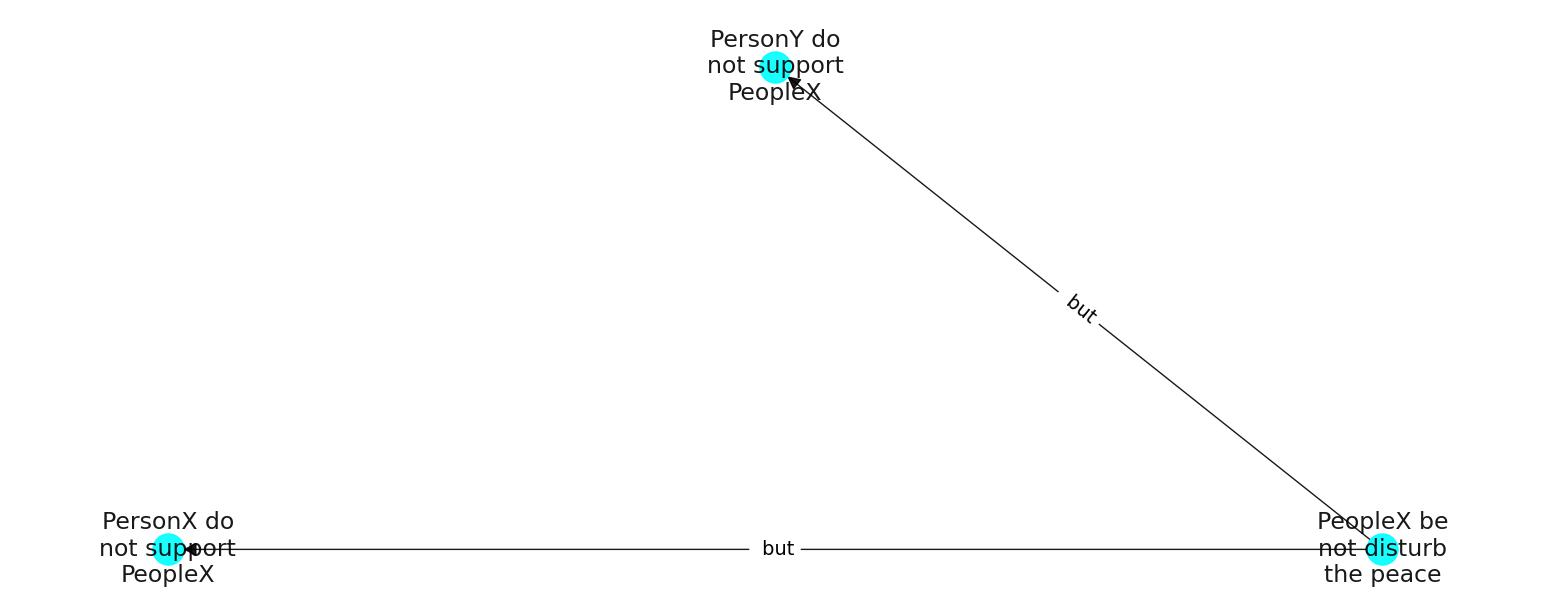 PersonY do
not support
PeopleX
but
PersonX do
not support
PeopleX
but
PeopleX be
not disturb
the peace